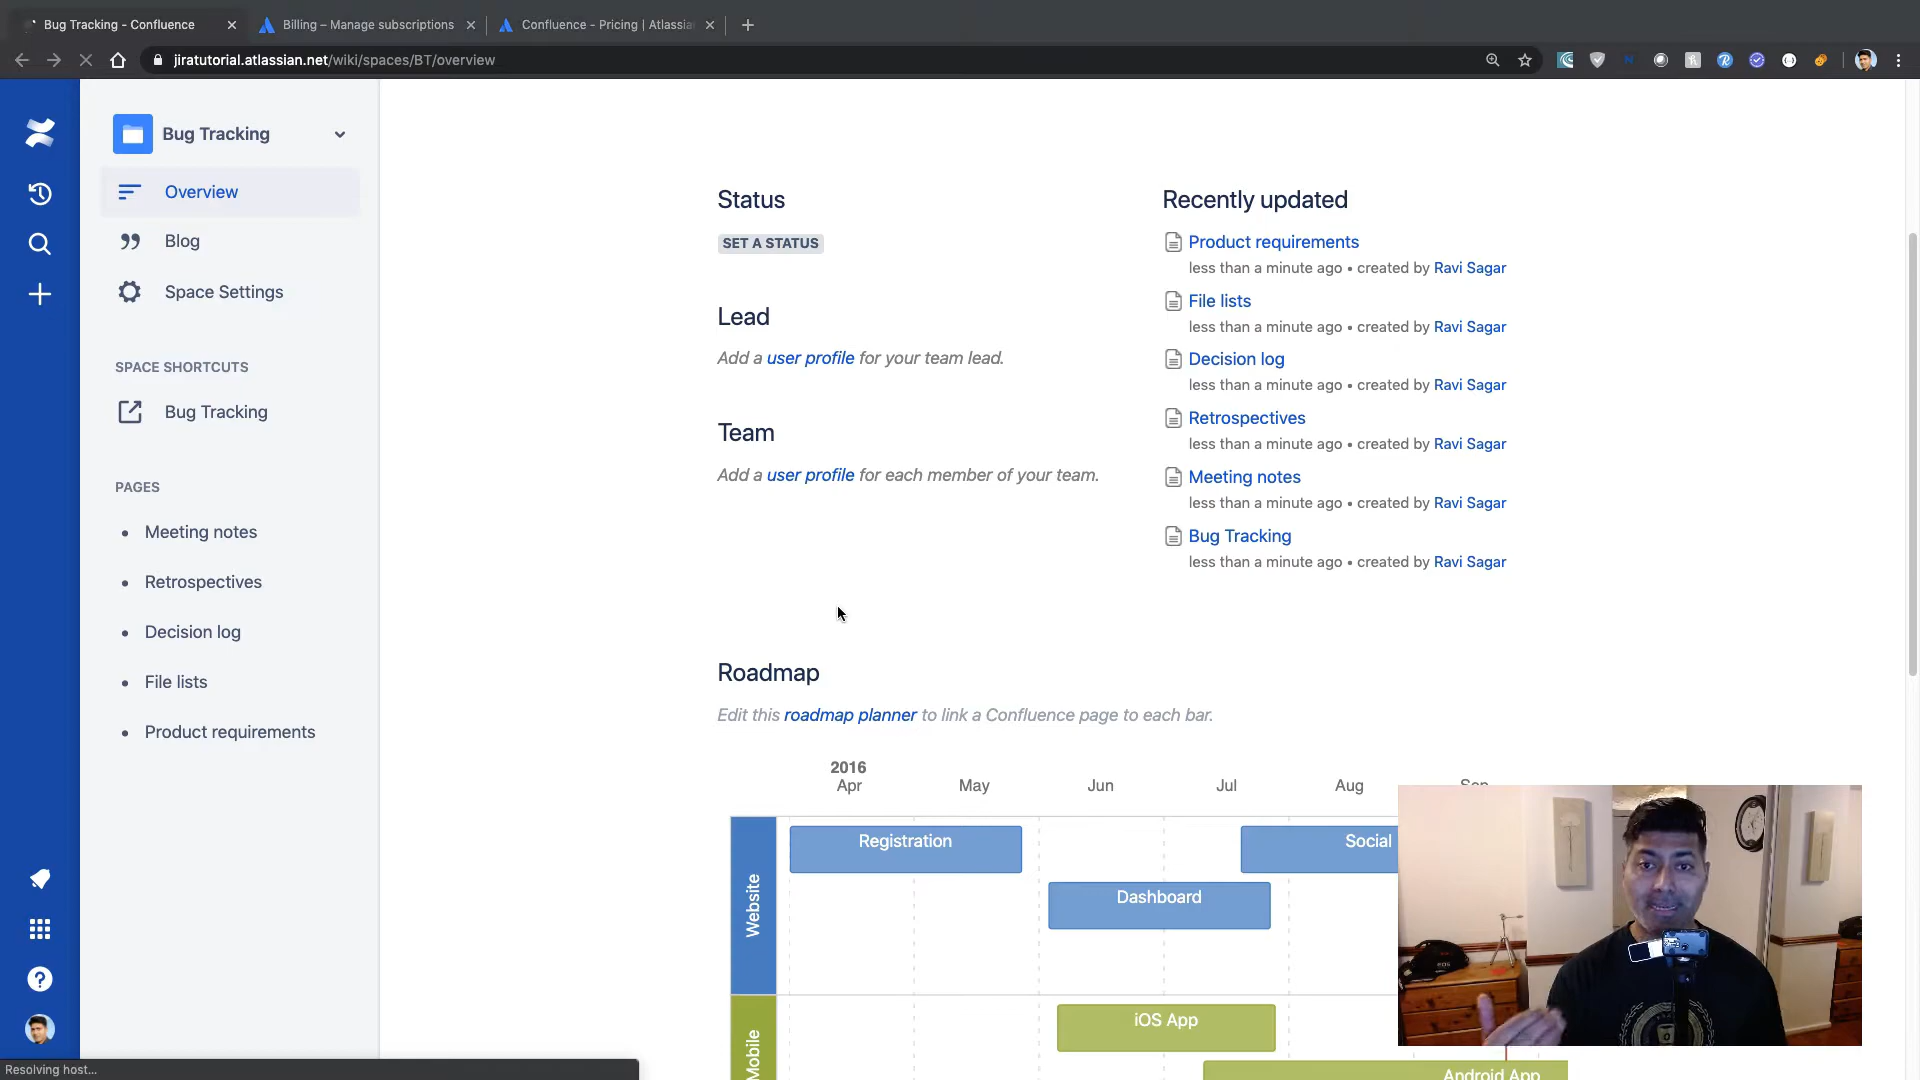 Bug Tracking - Confluence
Billing – Manage subscriptions
Confluence - Pricing | Atlassia
jiratutorial.atlassian.net/wiki/spaces/BT/overview
Bug Tracking
Overview
Blog
Space Settings
SPACE SHORTCUTS
Bug Tracking
PAGES
Meeting notes
Retrospectives
Decision log
File lists
Product requirements
Status
SET A STATUS
Lead
Add a user profile for your team lead.
Team
Add a user profile for each member of your team.
Recently updated
Product requirements
less than a minute ago • created by Ravi Sagar
File lists
less than a minute ago • created by Ravi Sagar
Decision log
less than a minute ago • created by Ravi Sagar
Retrospectives
less than a minute ago • created by Ravi Sagar
Meeting notes
less than a minute ago • created by Ravi Sagar
Bug Tracking
less than a minute ago • created by Ravi Sagar
Roadmap
Edit this roadmap planner to link a Confluence page to each bar.
2016
Apr May Jun Jul Aug Sep
Website
Registration
Social
Dashboard
Mobile
iOS App
Android App
Resolving host...